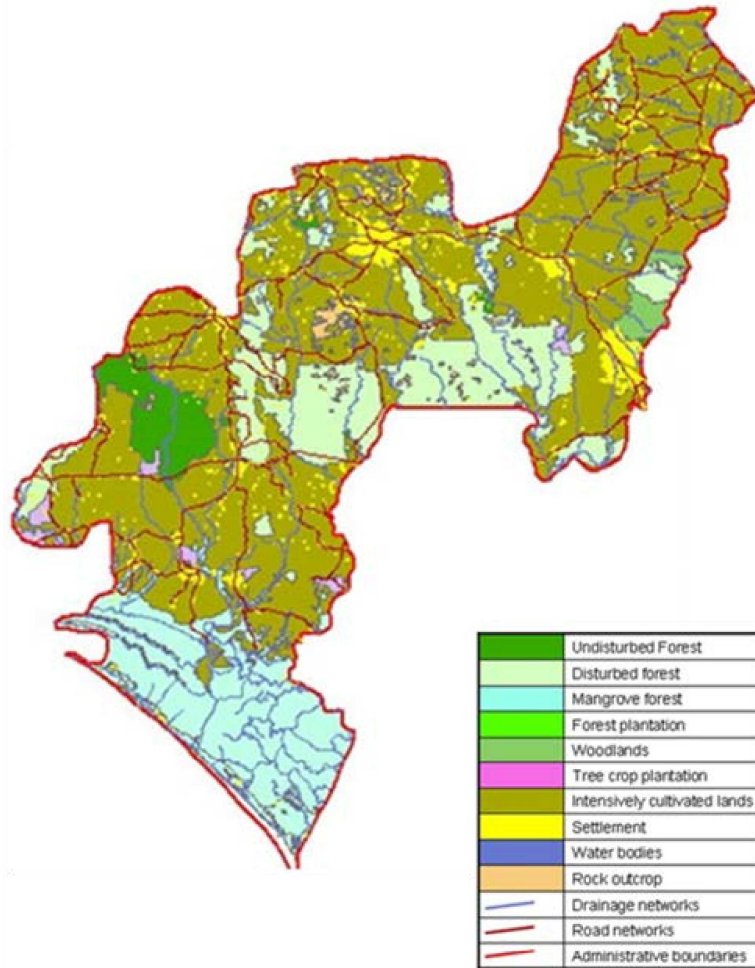 Undisturbed Forest
Disturbed forest
Mangrove forest
Forest plantation
Woodlands
Tree crop plantation
Intensively cultivated lands
Settlement
Water bodies
Rock outcrop
Drainage networks
Road networks
Administrative boundaries